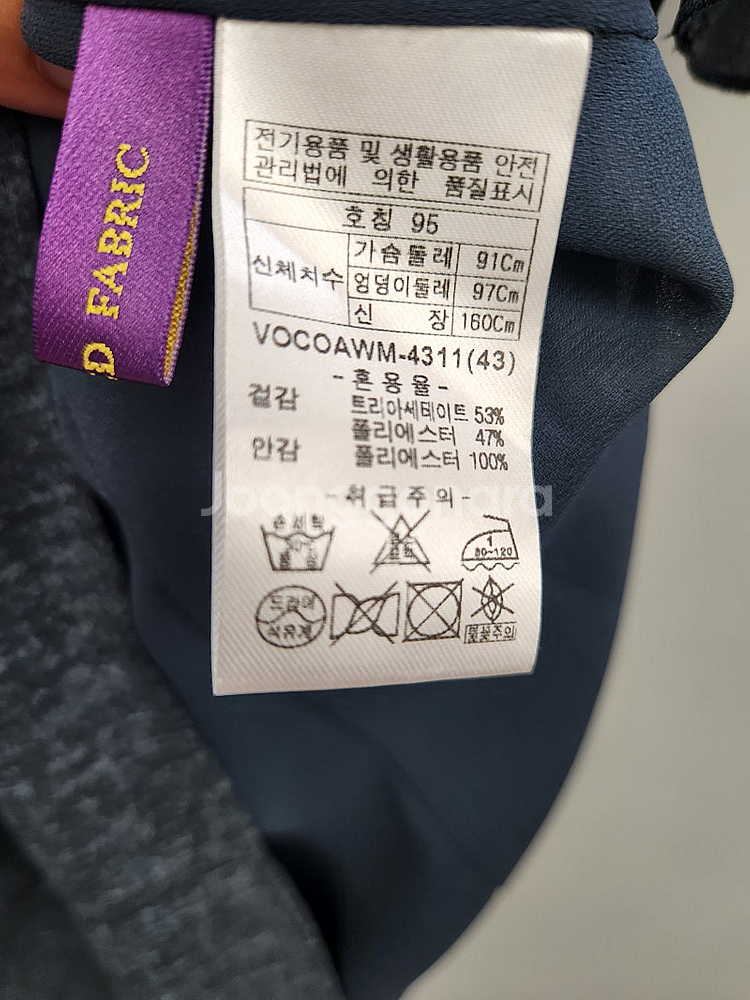 D FABRIC
전기용품 및 생활용품 안전
관리법에 의한 품질표시
호칭 95
신체치수
가슴둘레 91Cm
엉덩이둘레 97Cm
신 장 160Cm
VOCOAWM-4311(43)
-혼용율-
겉감 트리아세테이트 53%
폴리에스터 47%
안감 폴리에스터 100%
-취급주의-
Joonggonara
손세탁
1
80~120
드라이
석유계
불꽃주의